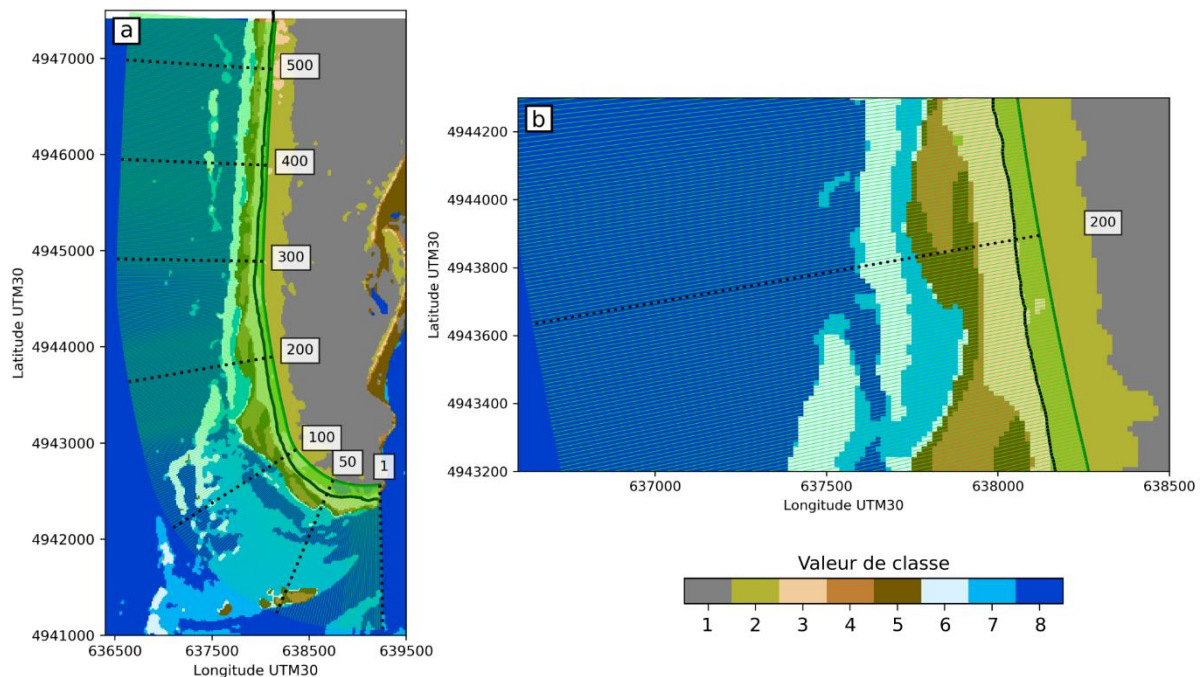 a
4947000
4946000
4945000
4944000
4943000
4942000
4941000
Latitude UTM30
500
400
300
200
100
50
1
636500 637500 638500 639500
Longitude UTM30
b
4944200
4944000
4943800
4943600
4943400
4943200
Latitude UTM30
200
637000 637500 638000 638500
Longitude UTM30
Valeur de classe
1 2 3 4 5 6 7 8